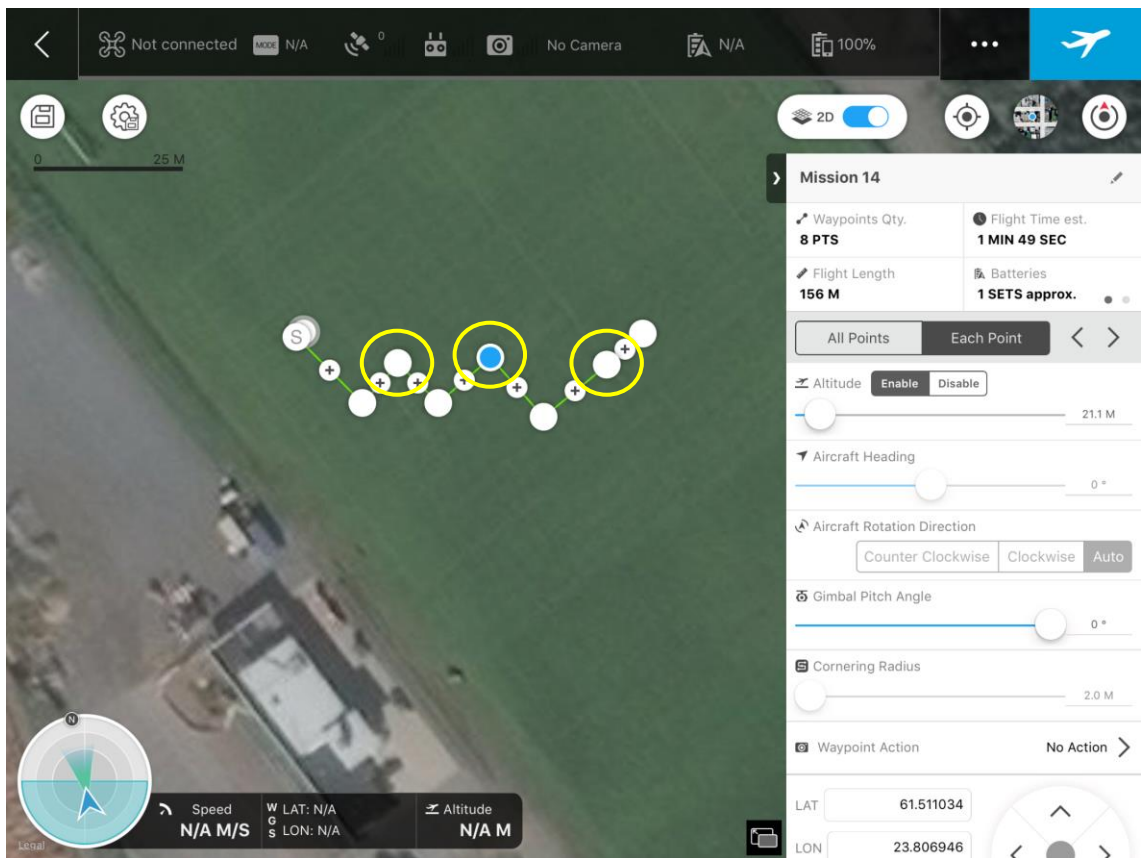 Not connected MODE N/A 0 No Camera N/A 100% •••
2D
0 25 M
Mission 14
Waypoints Qty. Flight Time est.
8 PTS 1 MIN 49 SEC
Flight Length Batteries
156 M 1 SETS approx.
All Points Each Point
S
Altitude Enable Disable
21.1 M
Aircraft Heading
0 °
Aircraft Rotation Direction
Counter Clockwise Clockwise Auto
Gimbal Pitch Angle
0 °
Cornering Radius
2.0 M
Waypoint Action No Action
N
Speed W LAT: N/A Altitude
G
N/A M/S S LON: N/A N/A M
LAT 61.511034
LON 23.806946
Legal